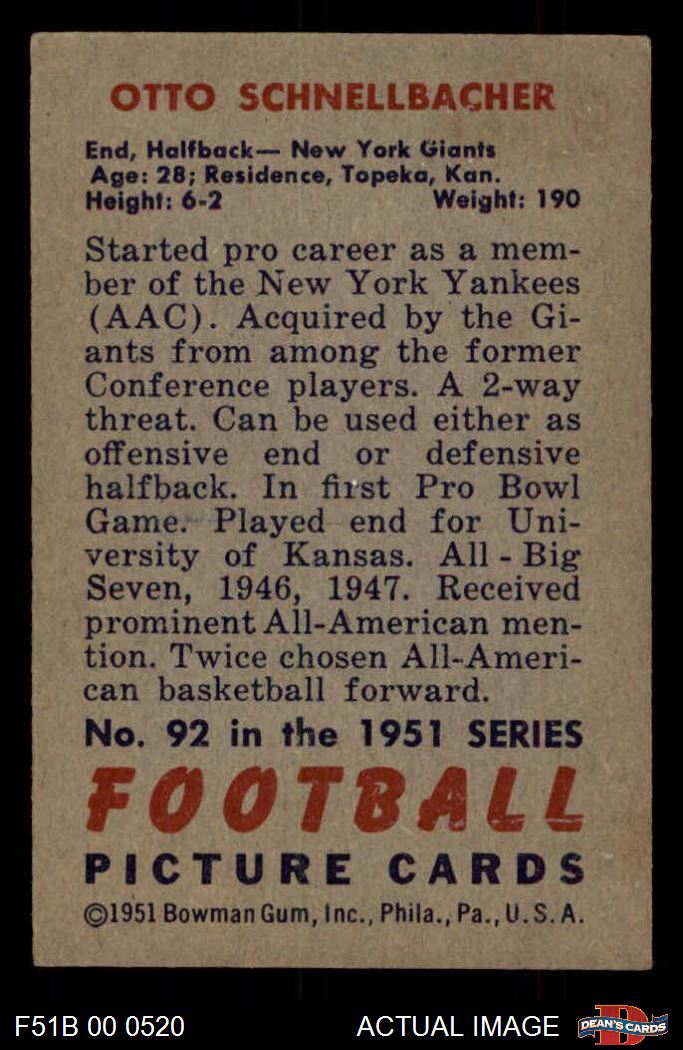 OTTO SCHNELLBACHER
End, Halfback— New York Giants
Age: 28; Residence, Topeka, Kan.
Height: 6-2 Weight: 190
Started pro career as a mem-
ber of the New York Yankees
(AAC). Acquired by the Gi-
ants from among the former
Conference players. A 2-way
threat. Can be used either as
offensive end or defensive
halfback. In first Pro Bowl
Game. Played end for Uni-
versity of Kansas. All - Big
Seven, 1946, 1947. Received
prominent All-American men-
tion. Twice chosen All-Ameri-
can basketball forward.
No. 92 in the 1951 SERIES
FOOTBALL
PICTURE CARDS
©1951 Bowman Gum, Inc., Phila., Pa., U.S.A.
F51B 00 0520 ACTUAL IMAGE D DEAN'S CARDS